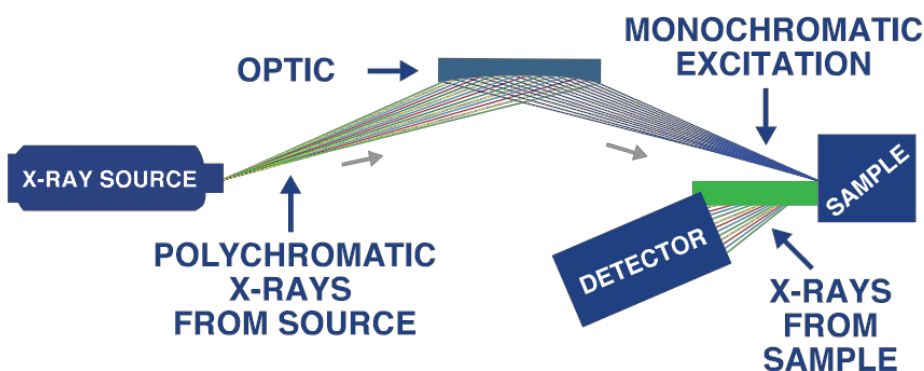 MONOCHROMATIC
EXCITATION
OPTIC
X-RAY SOURCE
SAMPLE
POLYCHROMATIC
X-RAYS
FROM SOURCE
DETECTOR
X-RAYS
FROM
SAMPLE